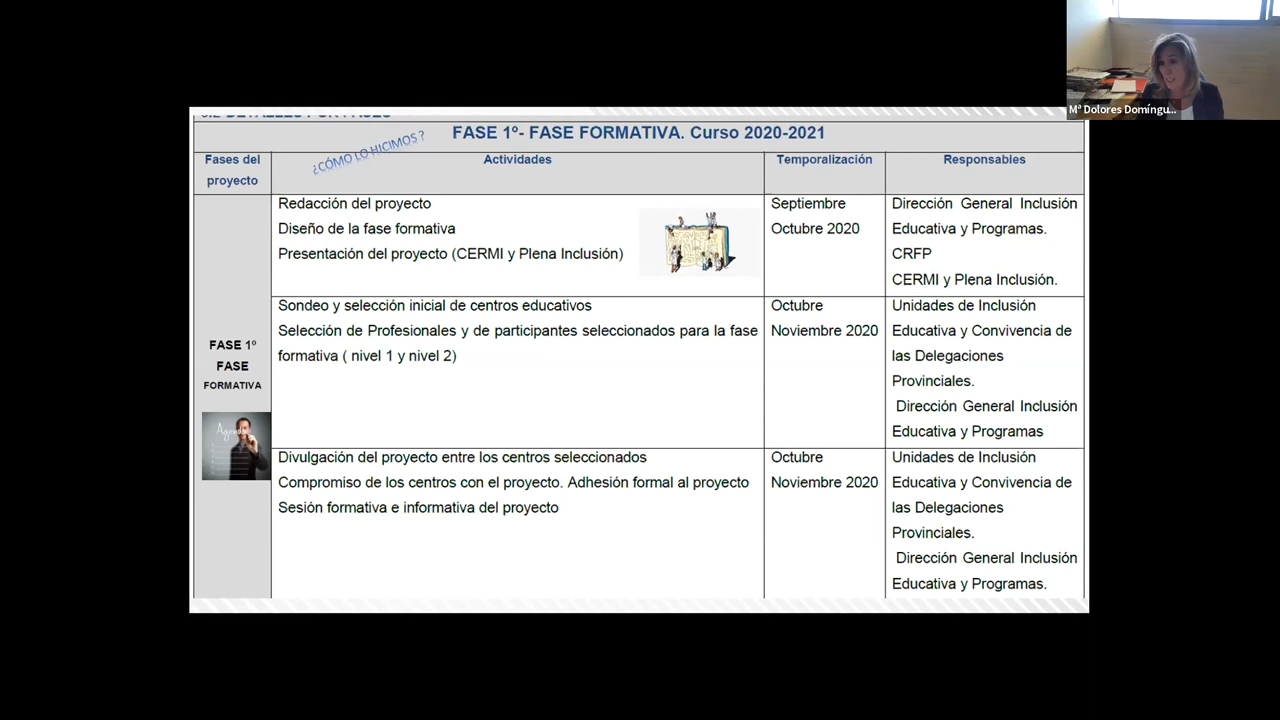 Mª Dolores Domíngu...
FASE 1º- FASE FORMATIVA. Curso 2020-2021
¿CÓMO LO HICIMOS ?
Fases del
proyecto
Actividades
Temporalización
Responsables
FASE 1º
FASE
FORMATIVA
Agenda
Redacción del proyecto
Diseño de la fase formativa
Presentación del proyecto (CERMI y Plena Inclusión)
Septiembre
Octubre 2020
Dirección General Inclusión
Educativa y Programas.
CRFP
CERMI y Plena Inclusión.
Sondeo y selección inicial de centros educativos
Selección de Profesionales y de participantes seleccionados para la fase
formativa ( nivel 1 y nivel 2)
Octubre
Noviembre 2020
Unidades de Inclusión
Educativa y Convivencia de
las Delegaciones
Provinciales.
Dirección General Inclusión
Educativa y Programas
Divulgación del proyecto entre los centros seleccionados
Compromiso de los centros con el proyecto. Adhesión formal al proyecto
Sesión formativa e informativa del proyecto
Octubre
Noviembre 2020
Unidades de Inclusión
Educativa y Convivencia de
las Delegaciones
Provinciales.
Dirección General Inclusión
Educativa y Programas.